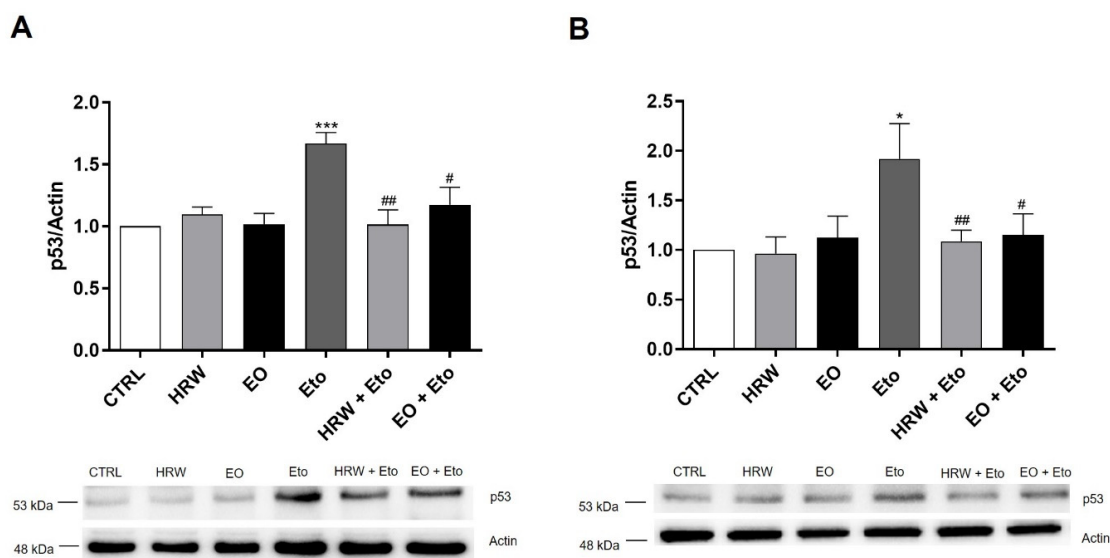 A
p53/Actin
2.0
1.5
1.0
0.5
0.0
***
##
#
CTRL
HRW
EO
Eto
HRW + Eto
EO + Eto
CTRL HRW EO Eto HRW + Eto EO + Eto
53 kDa p53
48 kDa Actin
B
p53/Actin
2.5
2.0
1.5
1.0
0.5
0.0
*
##
#
CTRL
HRW
EO
Eto
HRW + Eto
EO + Eto
CTRL HRW EO Eto HRW + Eto EO + Eto
53 kDa p53
48 kDa Actin